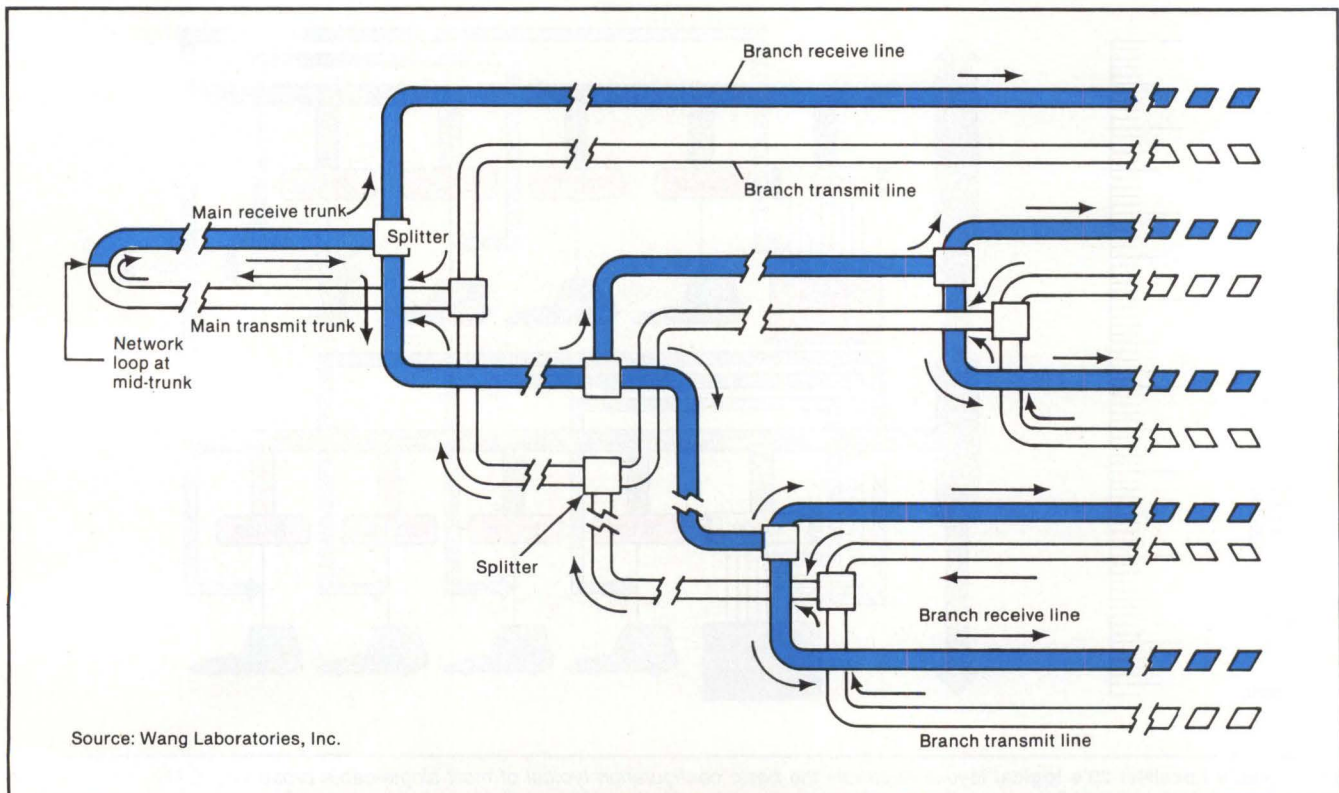 Branch receive line
Branch transmit line
Main receive trunk
Splitter
Main transmit trunk
Network
loop at
mid-trunk
Splitter
Branch receive line
Branch transmit line
Source: Wang Laboratories, Inc.